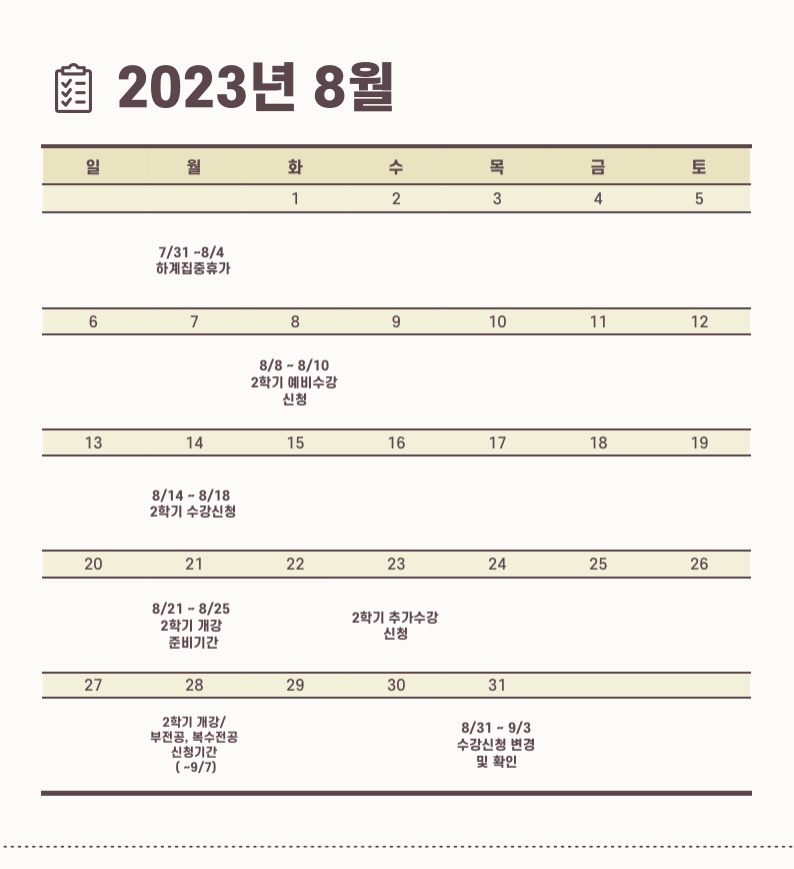 2023년 8월
일 월 화 수 목 금 토
1 2 3 4 5
7/31 ~8/4
하계집중휴가
6 7 8 9 10 11 12
8/8 ~ 8/10
2학기 예비수강
신청
13 14 15 16 17 18 19
8/14 ~ 8/18
2학기 수강신청
20 21 22 23 24 25 26
8/21 ~ 8/25
2학기 개강
준비기간
2학기 추가수강
신청
27 28 29 30 31
2학기 개강/
부전공, 복수전공
신청기간
( ~9/7)
8/31 ~ 9/3
수강신청 변경
및 확인